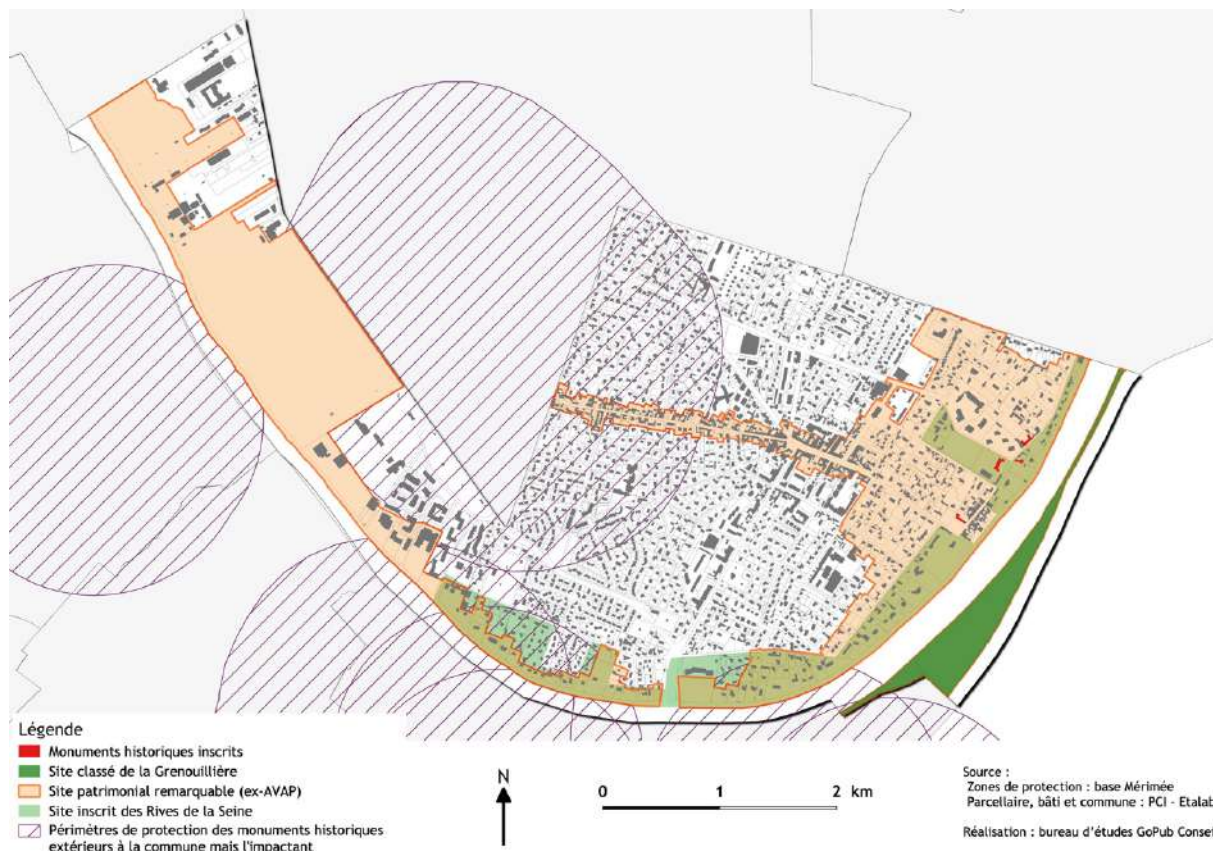 Légende
Monuments historiques inscrits
Site classé de la Grenouillière
Site patrimonial remarquable (ex-AVAP)
Site inscrit des Rives de la Seine
Périmètres de protection des monuments historiques
extérieurs à la commune mais l'impactant
N
0 1 2 km
Source :
Zones de protection : base Mérimée
Parcellaire, bâti et commune : PCI - Etalab
Réalisation : bureau d'études GoPub Consei